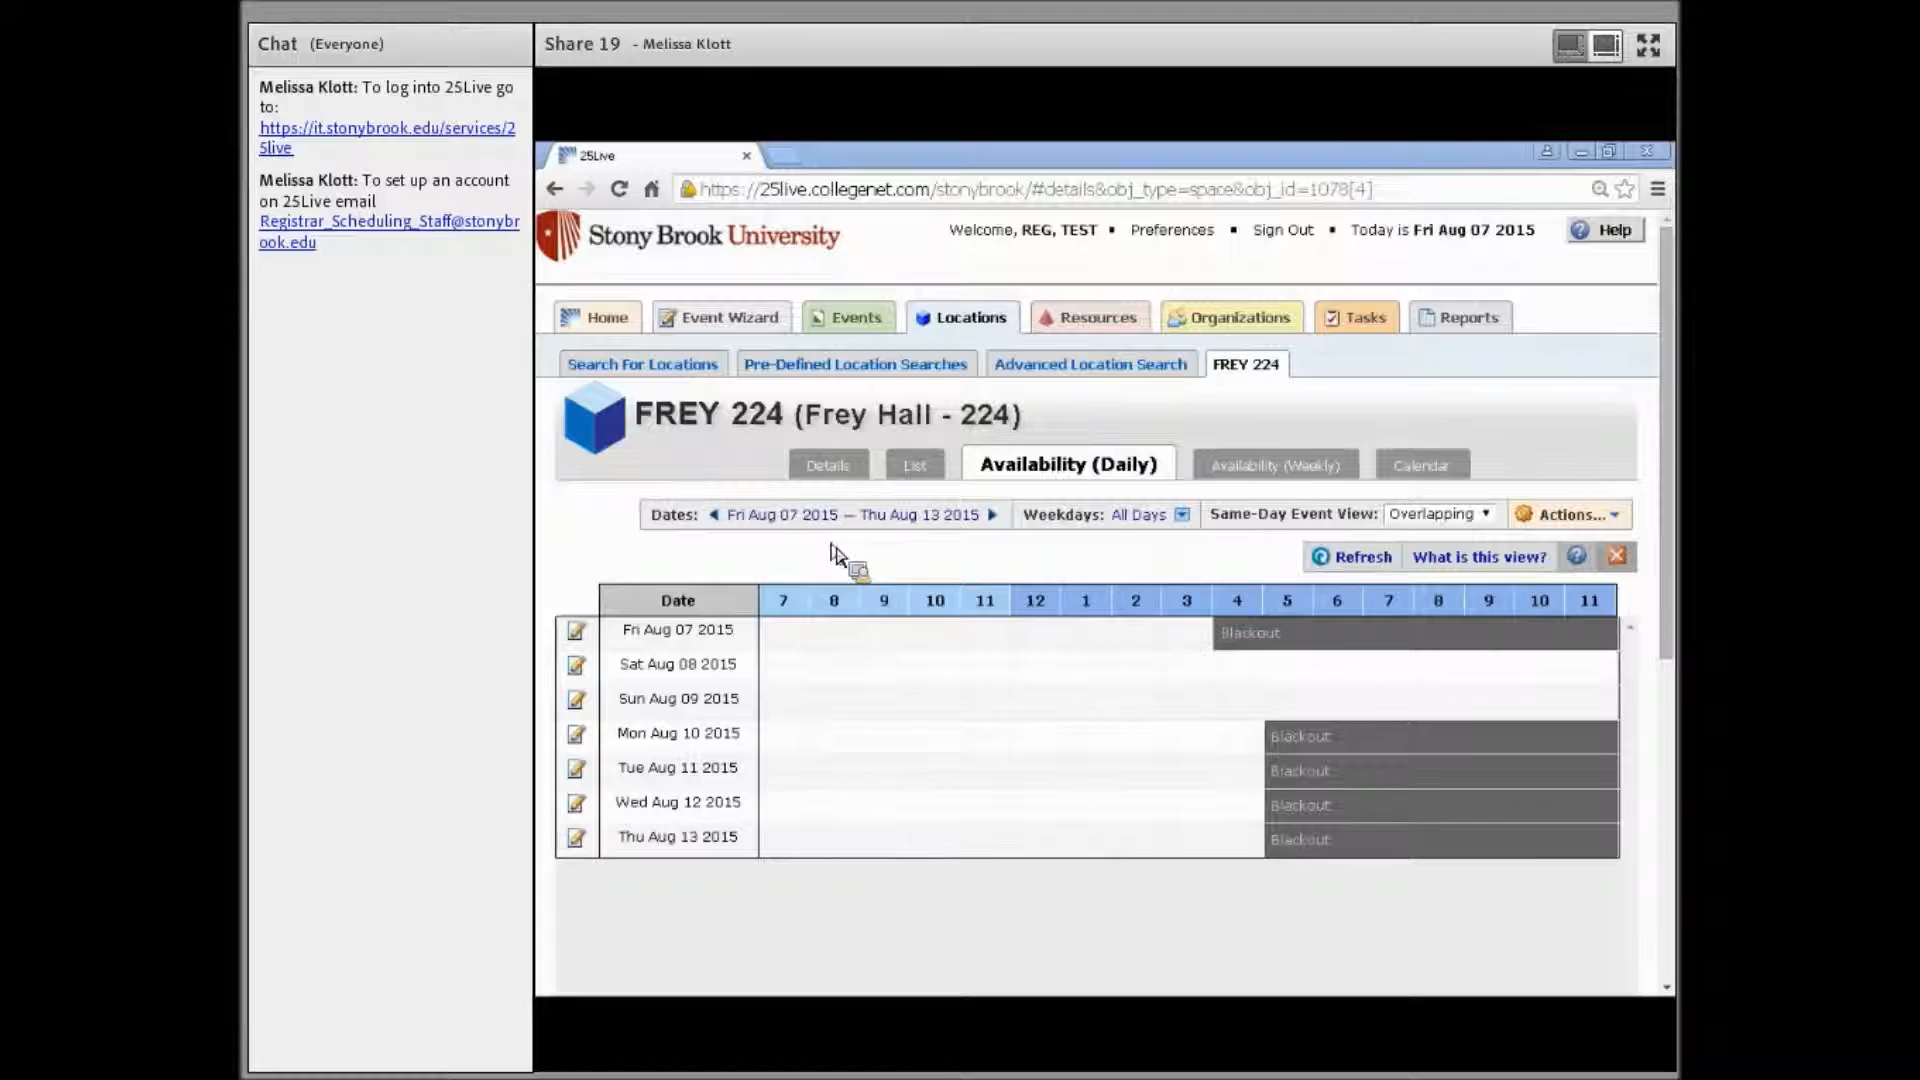 Chat (Everyone)
Melissa Klott: To log into 25Live go
to:
https://it.stonybrook.edu/services/2
5live
Melissa Klott: To set up an account
on 25Live email
Registrar_Scheduling_Staff@stonybr
ook.edu
Share 19 - Melissa Klott
25Live
https://25live.collegenet.com/stonybrook/#details&obj_type=space&obj_id=1078[4]
Stony Brook University
Welcome, REG, TEST ▪ Preferences ▪ Sign Out ▪ Today is Fri Aug 07 2015 Help
Home Event Wizard Events Locations Resources Organizations Tasks Reports
Search For Locations Pre-Defined Location Searches Advanced Location Search FREY 224
FREY 224 (Frey Hall - 224)
Details List Availability (Daily) Availability (Weekly) Calendar
Dates: Fri Aug 07 2015 – Thu Aug 13 2015 Weekdays: All Days Same-Day Event View: Overlapping Actions...
Refresh What is this view?
Date 7 8 9 10 11 12 1 2 3 4 5 6 7 8 9 10 11
Fri Aug 07 2015 Blackout
Sat Aug 08 2015
Sun Aug 09 2015
Mon Aug 10 2015 Blackout
Tue Aug 11 2015 Blackout
Wed Aug 12 2015 Blackout
Thu Aug 13 2015 Blackout